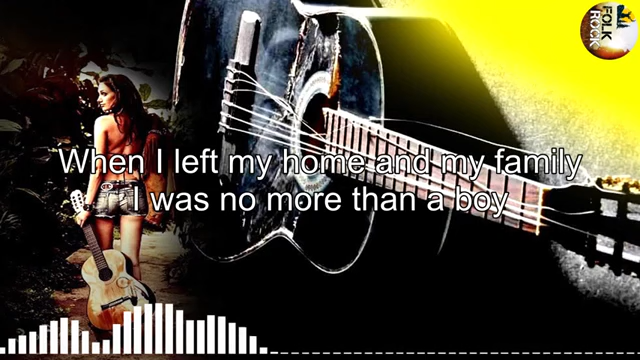 FOLK
ROCK
When I left my home and my family
I was no more than a boy